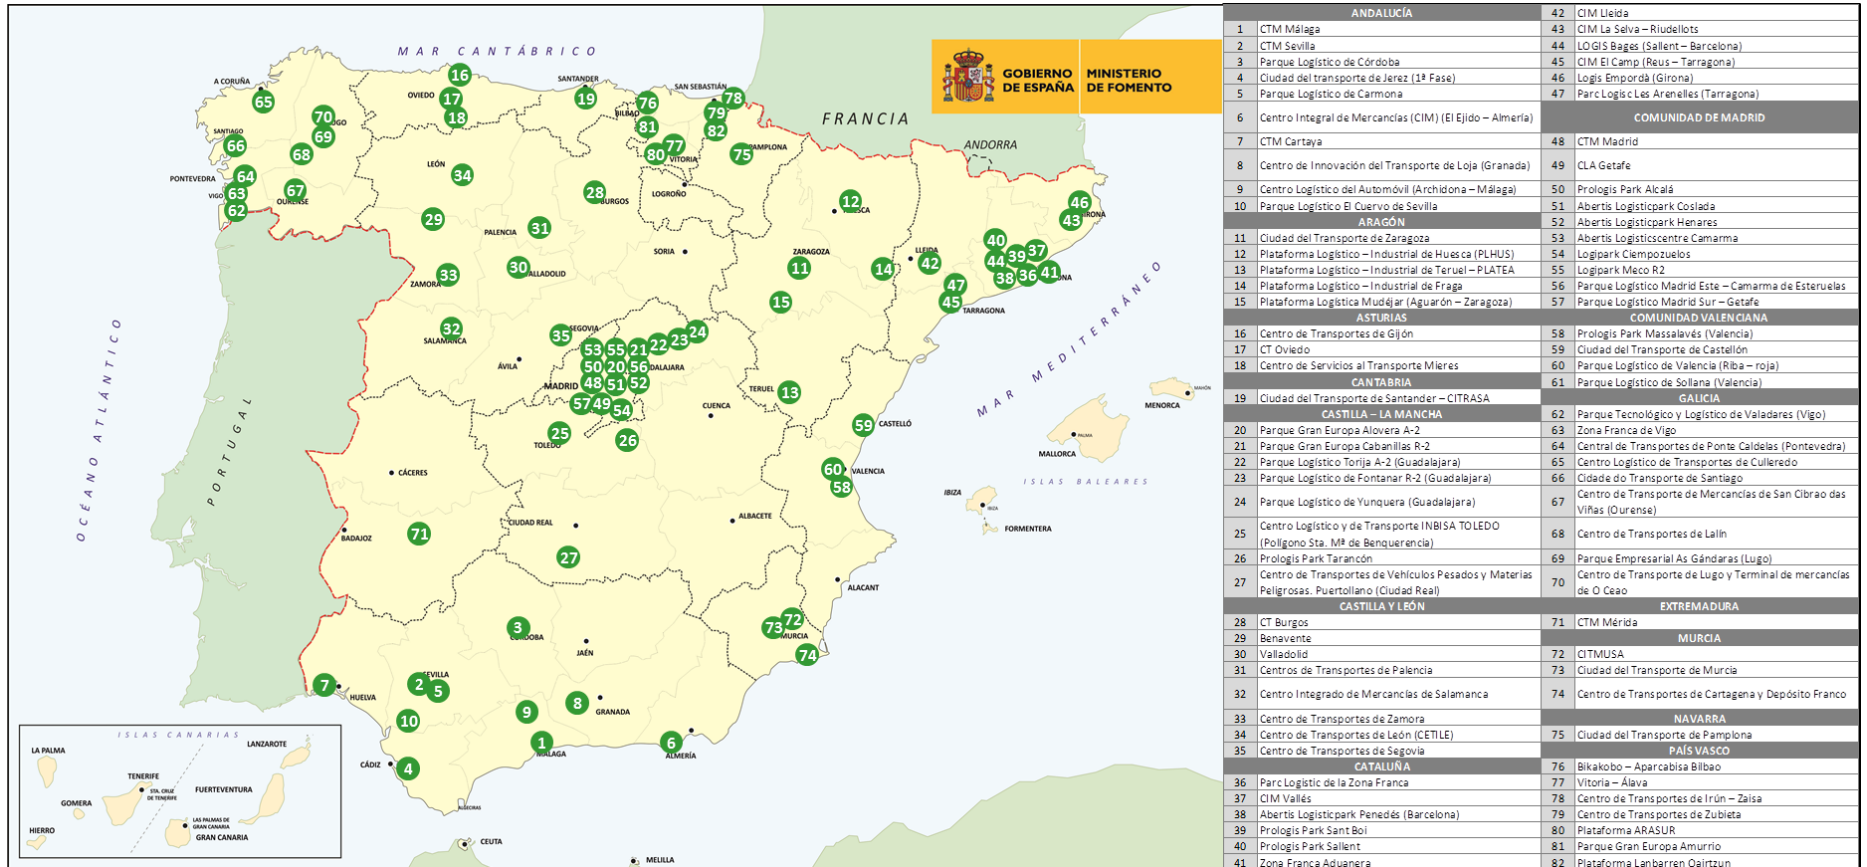 MAR CANTÁBRICO
GOBIERNO
DE ESPAÑA
MINISTERIO
DE FOMENTO
FRANCIA
ANDORRA
PORTUGAL
OCÉANO ATLÁNTICO
MAR MEDITERRÁNEO
ISLAS BALEARES
A CORUÑA
SANTIAGO
PONTEVEDRA
VIGO
OURENSE
OVIEDO
SANTANDER
SAN SEBASTIÁN
BILBAO
VITORIA
PAMPLONA
LOGROÑO
LEÓN
BURGOS
PALENCIA
VALLADOLID
ZAMORA
SALAMANCA
ÁVILA
SEGOVIA
SORIA
ZARAGOZA
LLEIDA
TARRAGONA
TERUEL
MADRID
CUENCA
TOLEDO
CÁCERES
BADAJOZ
CIUDAD REAL
ALBACETE
CASTELLÓ
VALENCIA
ALACANT
MURCIA
JAÉN
SEVILLA
HUELVA
CÁDIZ
MÁLAGA
GRANADA
ALMERÍA
ALGECIRAS
CEUTA
MELILLA
MENORCA
MAHÓN
MALLORCA
PALMA
IBIZA
IBIZA
FORMENTERA
ISLAS CANARIAS
LA PALMA
LANZAROTE
TENERIFE
STA. CRUZ
DE TENERIFE
FUERTEVENTURA
GOMERA
HIERRO
LAS PALMAS DE
GRAN CANARIA
GRAN CANARIA
ANDALUCÍA
1 CTM Málaga
2 CTM Sevilla
3 Parque Logístico de Córdoba
4 Ciudad del transporte de Jerez (1ª Fase)
5 Parque Logístico de Carmona
6 Centro Integral de Mercancías (CIM) (El Ejido – Almería)
7 CTM Cartaya
8 Centro de Innovación del Transporte de Loja (Granada)
9 Centro Logístico del Automóvil (Archidona – Málaga)
10 Parque Logístico El Cuervo de Sevilla
ARAGÓN
11 Ciudad del Transporte de Zaragoza
12 Plataforma Logístico – Industrial de Huesca (PLHUS)
13 Plataforma Logístico – Industrial de Teruel – PLATEA
14 Plataforma Logístico – Industrial de Fraga
15 Plataforma Logística Mudéjar (Aguarón – Zaragoza)
ASTURIAS
16 Centro de Transportes de Gijón
17 CT Oviedo
18 Centro de Servicios al Transporte Mieres
CANTABRIA
19 Ciudad del Transporte de Santander – CITRASA
CASTILLA – LA MANCHA
20 Parque Gran Europa Alovera A-2
21 Parque Gran Europa Cabanillas R-2
22 Parque Logístico Torija A-2 (Guadalajara)
23 Parque Logístico de Fontanar R-2 (Guadalajara)
24 Parque Logístico de Yunquera (Guadalajara)
25 Centro Logístico y de Transporte INBISA TOLEDO
(Polígono Sta. Mª de Benquerencia)
26 Prologis Park Tarancón
27 Centro de Transportes de Vehículos Pesados y Materias
Peligrosas. Puertollano (Ciudad Real)
CASTILLA Y LEÓN
28 CT Burgos
29 Benavente
30 Valladolid
31 Centros de Transportes de Palencia
32 Centro Integrado de Mercancías de Salamanca
33 Centro de Transportes de Zamora
34 Centro de Transportes de León (CETILE)
35 Centro de Transportes de Segovia
CATALUÑA
36 Parc Logístic de la Zona Franca
37 CIM Vallés
38 Abertis Logisticpark Penedés (Barcelona)
39 Prologis Park Sant Boi
40 Prologis Park Sallent
41 Zona Franca Aduanera
42 CIM Lleida
43 CIM La Selva – Riudellots
44 LOGIS Bages (Sallent – Barcelona)
45 CIM El Camp (Reus – Tarragona)
46 Logis Empordà (Girona)
47 Parc Logisc Les Arenelles (Tarragona)
COMUNIDAD DE MADRID
48 CTM Madrid
49 CLA Getafe
50 Prologis Park Alcalá
51 Abertis Logisticpark Coslada
52 Abertis Logisticpark Henares
53 Abertis Logisticscentre Camarma
54 Logipark Ciempozuelos
55 Logipark Meco R2
56 Parque Logístico Madrid Este – Camarma de Esteruelas
57 Parque Logístico Madrid Sur – Getafe
COMUNIDAD VALENCIANA
58 Prologis Park Massalavés (Valencia)
59 Ciudad del Transporte de Castellón
60 Parque Logístico de Valencia (Riba – roja)
61 Parque Logístico de Sollana (Valencia)
GALICIA
62 Parque Tecnológico y Logístico de Valadares (Vigo)
63 Zona Franca de Vigo
64 Central de Transportes de Ponte Caldelas (Pontevedra)
65 Centro Logístico de Transportes de Culleredo
66 Cidade do Transporte de Santiago
67 Centro de Transporte de Mercancías de San Cibrao das
Viñas (Ourense)
68 Centro de Transportes de Lalín
69 Parque Empresarial As Gándaras (Lugo)
70 Centro de Transporte de Lugo y Terminal de mercancías
de O Ceao
EXTREMADURA
71 CTM Mérida
MURCIA
72 CITMUSA
73 Ciudad del Transporte de Murcia
74 Centro de Transportes de Cartagena y Depósito Franco
NAVARRA
75 Ciudad del Transporte de Pamplona
PAÍS VASCO
76 Bikakobo – Aparcabisa Bilbao
77 Vitoria – Álava
78 Centro de Transportes de Irún – Zaisa
79 Centro de Transportes de Zubieta
80 Plataforma ARASUR
81 Parque Gran Europa Amurrio
82 Plataforma Lanbarren Oairtzun